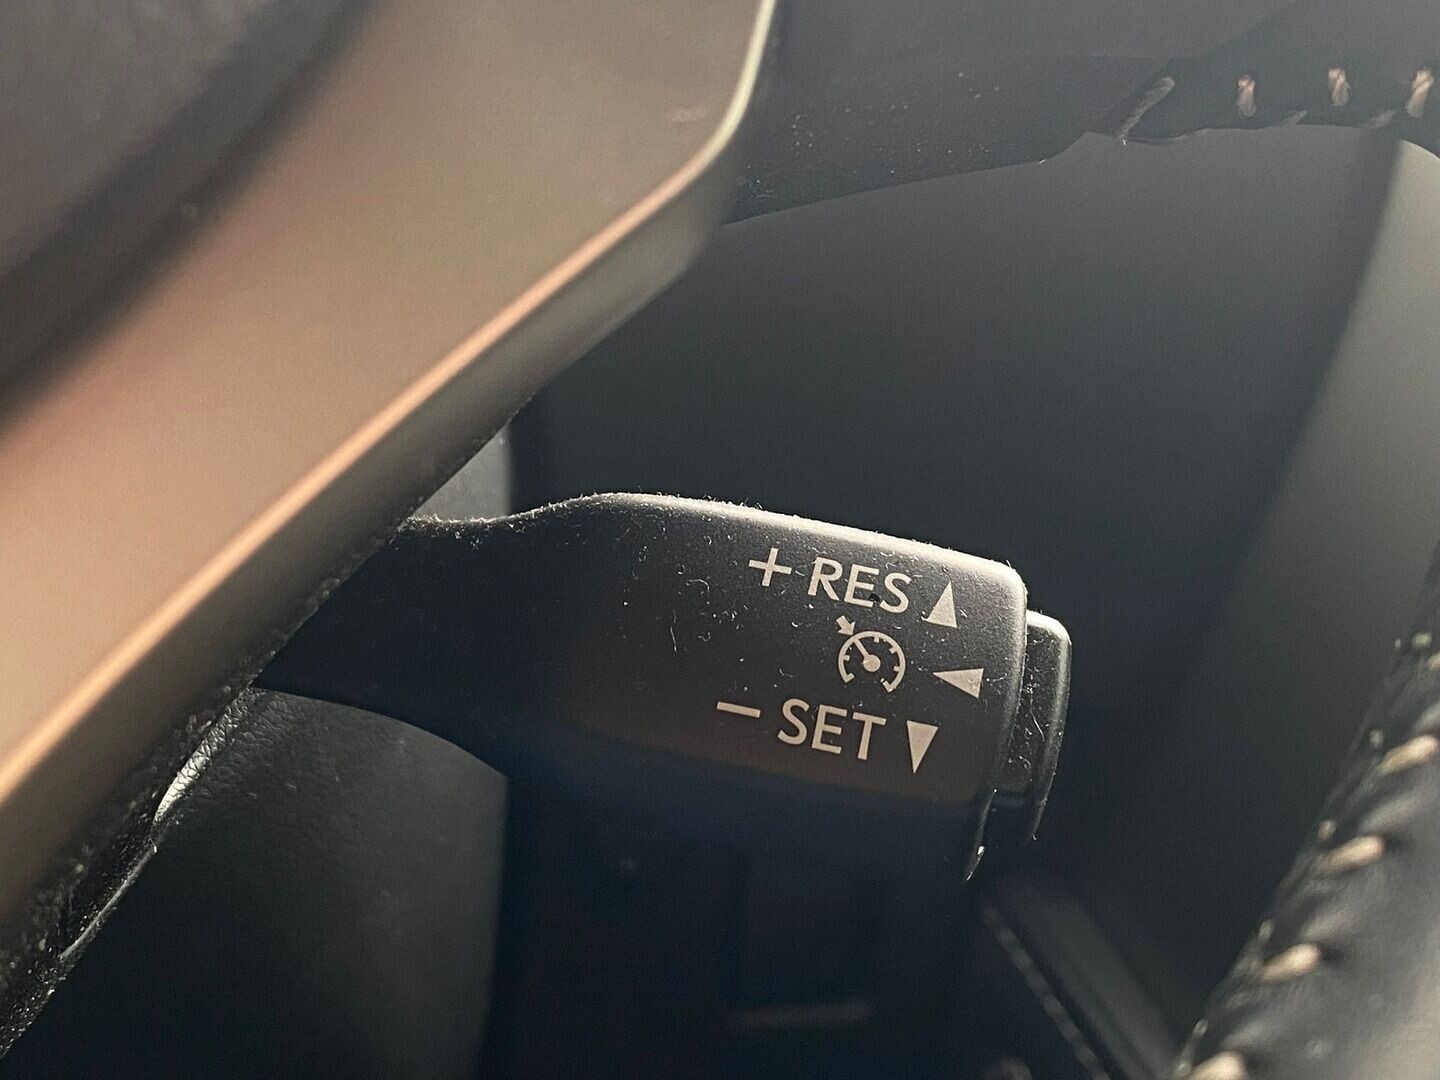 + RES
- SET